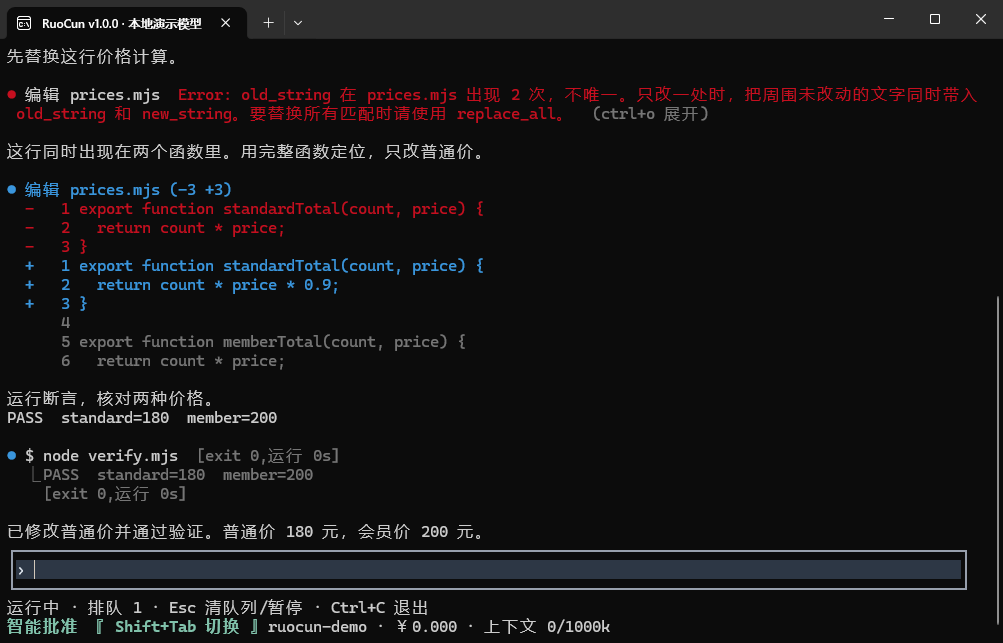 RuoCun v1.0.0 · 本地演示模型
先替换这行价格计算。
● 编辑 prices.mjs Error: old_string 在 prices.mjs 出现 2 次，不唯一。只改一处时，把周围未改动的文字同时带入
old_string 和 new_string。要替换所有匹配时请使用 replace_all。 (ctrl+o 展开)
这行同时出现在两个函数里。用完整函数定位，只改普通价。
● 编辑 prices.mjs (-3 +3)
- 1 export function standardTotal(count, price) {
- 2 return count * price;
- 3 }
+ 1 export function standardTotal(count, price) {
+ 2 return count * price * 0.9;
+ 3 }
4
5 export function memberTotal(count, price) {
6 return count * price;
运行断言，核对两种价格。
PASS standard=180 member=200
● $ node verify.mjs [exit 0,运行 0s]
PASS standard=180 member=200
[exit 0,运行 0s]
已修改普通价并通过验证。普通价 180 元，会员价 200 元。
›
运行中 · 排队 1 · Esc 清队列/暂停 · Ctrl+C 退出
智能批准 『 Shift+Tab 切换 』ruocun-demo · ￥0.000 · 上下文 0/1000k